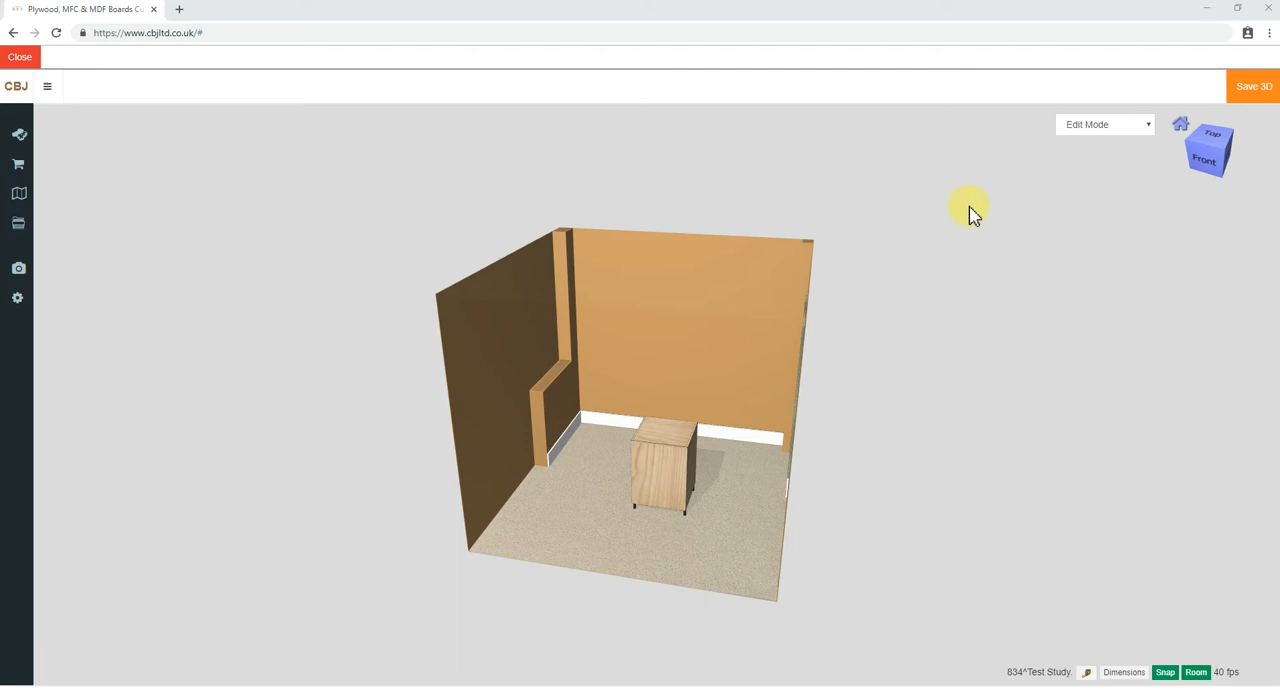 Plywood, MFC & MDF Boards Cu
https://www.cbjltd.co.uk/#
Close
CBJ
Save 3D
Edit Mode
Top
Front
834^Test Study.
Dimensions
Snap
Room
40 fps